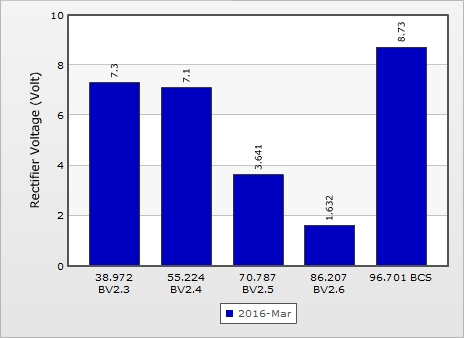 10
8
6
4
2
0
Rectifier Voltage (Volt)
7.3
7.1
3.641
1.632
8.73
38.972
BV2.3
55.224
BV2.4
70.787
BV2.5
86.207
BV2.6
96.701 BCS
2016-Mar